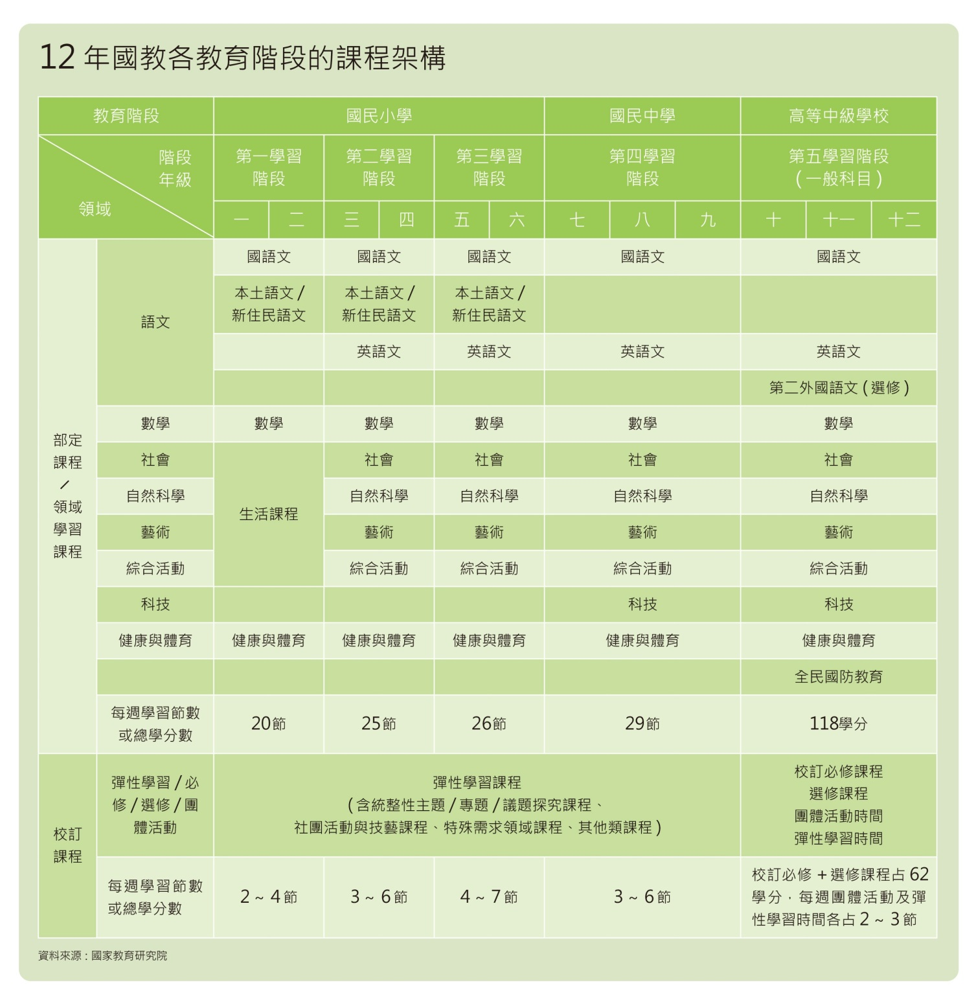 12 年國教各教育階段的課程架構
教育階段 國民小學 國民中學 高等中級學校
階段
年級
領域
第一學習
階段
第二學習
階段
第三學習
階段
第四學習
階段
第五學習階段
(一般科目)
一 二 三 四 五 六 七 八 九 十 十一 十二
部定
課程
/
領域
學習
課程
語文
國語文 國語文 國語文 國語文 國語文
本土語文/
新住民語文
本土語文/
新住民語文
本土語文/
新住民語文
英語文 英語文 英語文 英語文
第二外國語文(選修)
數學 數學 數學 數學 數學 數學
社會 社會 社會 社會 社會
自然科學 自然科學 自然科學 自然科學 自然科學
生活課程
藝術 藝術 藝術 藝術 藝術
綜合活動 綜合活動 綜合活動 綜合活動 綜合活動
科技 科技 科技
健康與體育 健康與體育 健康與體育 健康與體育 健康與體育 健康與體育
全民國防教育
每週學習節數
或總學分數
20節 25節 26節 29節 118學分
校訂
課程
彈性學習/必
修/選修/團
體活動
彈性學習課程
(含統整性主題/專題/議題探究課程、
社團活動與技藝課程、特殊需求領域課程、其他類課程)
校訂必修課程
選修課程
團體活動時間
彈性學習時間
每週學習節數
或總學分數
2 ~ 4節 3 ~ 6節 4 ~ 7節 3 ~ 6節
校訂必修+選修課程占62
學分，每週團體活動及彈
性學習時間各占2 ~ 3節
資料來源:國家教育研究院